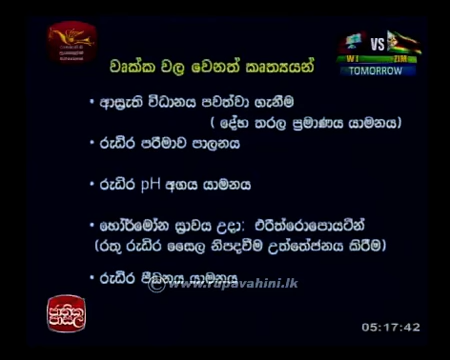 VS
W I ZIM
TOMORROW
වෘක්ක වල වෙනත් කෘත්‍යයන්
• ආස්‍රැති විධානය පවත්වා ගැනීම
( දේහ තරල ප්‍රමාණය යාමනය)
• රුධිර පරිමාව පාලනය
• රුධිර pH අගය යාමනය
• හෝර්මෝන ස්‍රාවය උදා: එරිත්රොපොයටින්
(රතු රුධිර සෛල නිපදවීම උත්තේජනය කිරීම)
• රුධිර පීඩනය යාමනය
©www.rupavahini.lk
ජාතික
පාසල
05:17:42